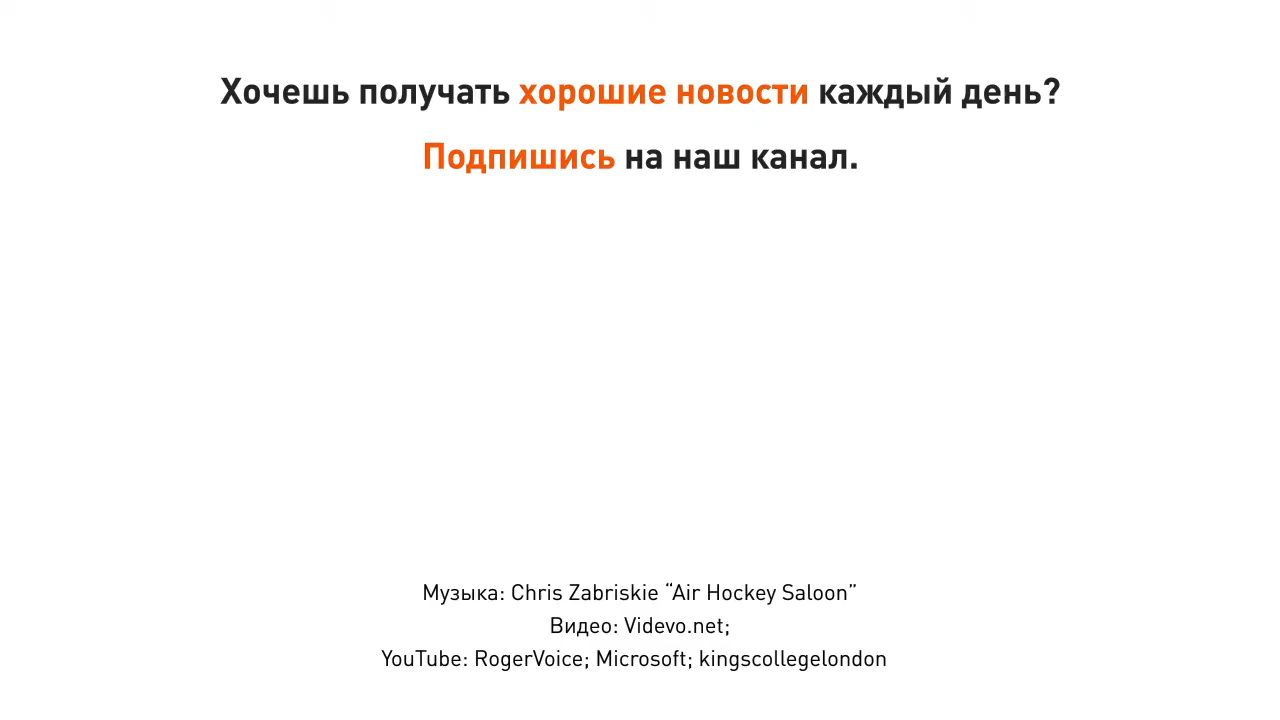 Хочешь получать хорошие новости каждый день?
Подпишись на наш канал.
Музыка: Chris Zabriskie “Air Hockey Saloon”
Видео: Videvo.net;
YouTube: RogerVoice; Microsoft; kingscollegelondon